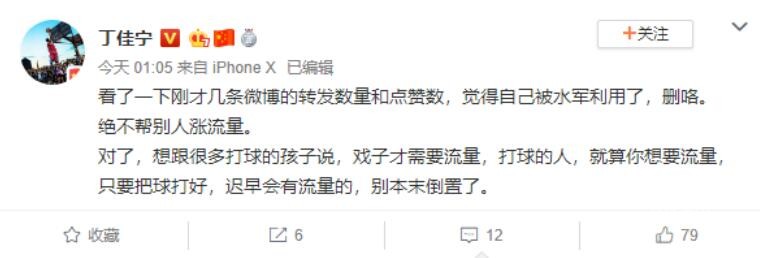 丁佳宁
+关注
今天 01:05 来自 iPhone X 已编辑
看了一下刚才几条微博的转发数量和点赞数，觉得自己被水军利用了，删咯。
绝不帮别人涨流量。
对了，想跟很多打球的孩子说，戏子才需要流量，打球的人，就算你想要流量，
只要把球打好，迟早会有流量的，别本末倒置了。
收藏 6 12 79